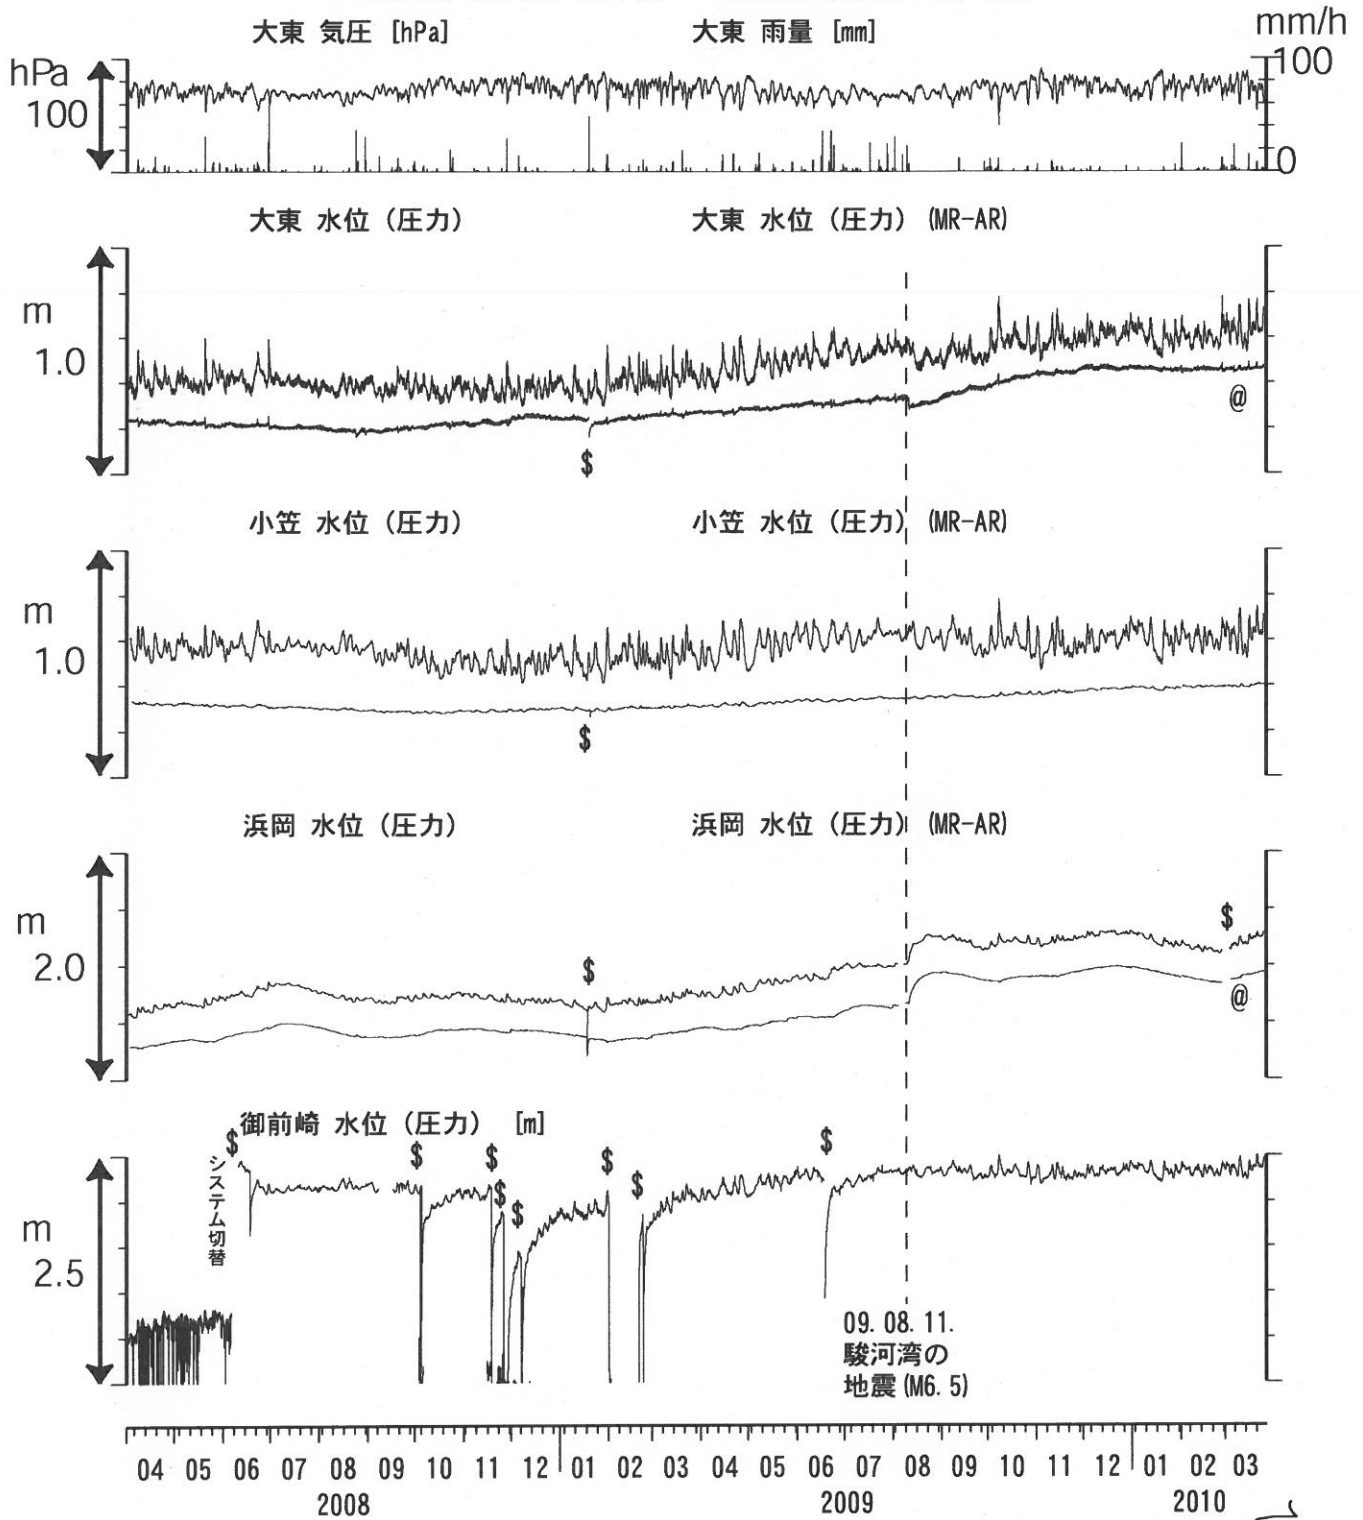 大東 気圧 [hPa]
大東 雨量 [mm]
mm/h
hPa
100
100
0
大東 水位（圧力）
大東 水位（圧力）(MR-AR)
m
1.0
@
$
小笠 水位（圧力）
小笠 水位（圧力）(MR-AR)
m
1.0
$
浜岡 水位（圧力）
浜岡 水位（圧力）(MR-AR)
m
2.0
$
$
@
御前崎 水位（圧力） [m]
$
$
$
$
$
$
$
$
システム切替
m
2.5
09. 08. 11.
駿河湾の
地震(M6. 5)
04 05 06 07 08 09 10 11 12 01 02 03 04 05 06 07 08 09 10 11 12 01 02 03
2008 2009 2010